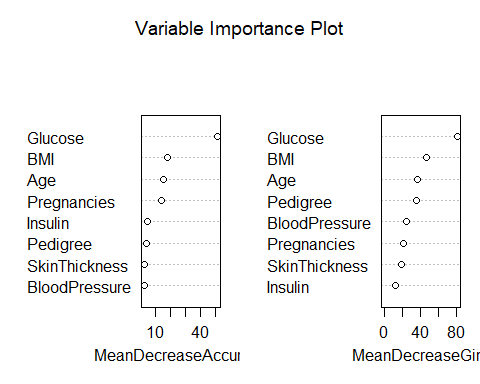 Variable Importance Plot
Glucose
BMI
Age
Pregnancies
Insulin
Pedigree
SkinThickness
BloodPressure
10 40
MeanDecreaseAccur
Glucose
BMI
Age
Pedigree
BloodPressure
Pregnancies
SkinThickness
Insulin
0 40 80
MeanDecreaseGin